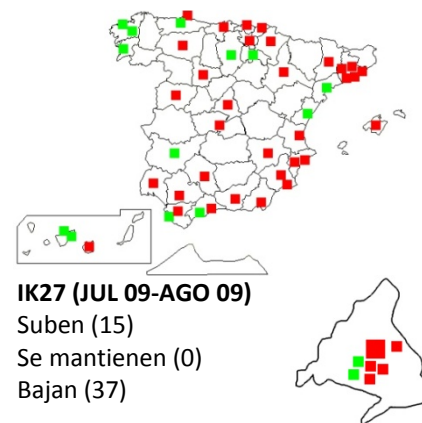 IK27 (JUL 09-AGO 09)
Suben (15)
Se mantienen (0)
Bajan (37)